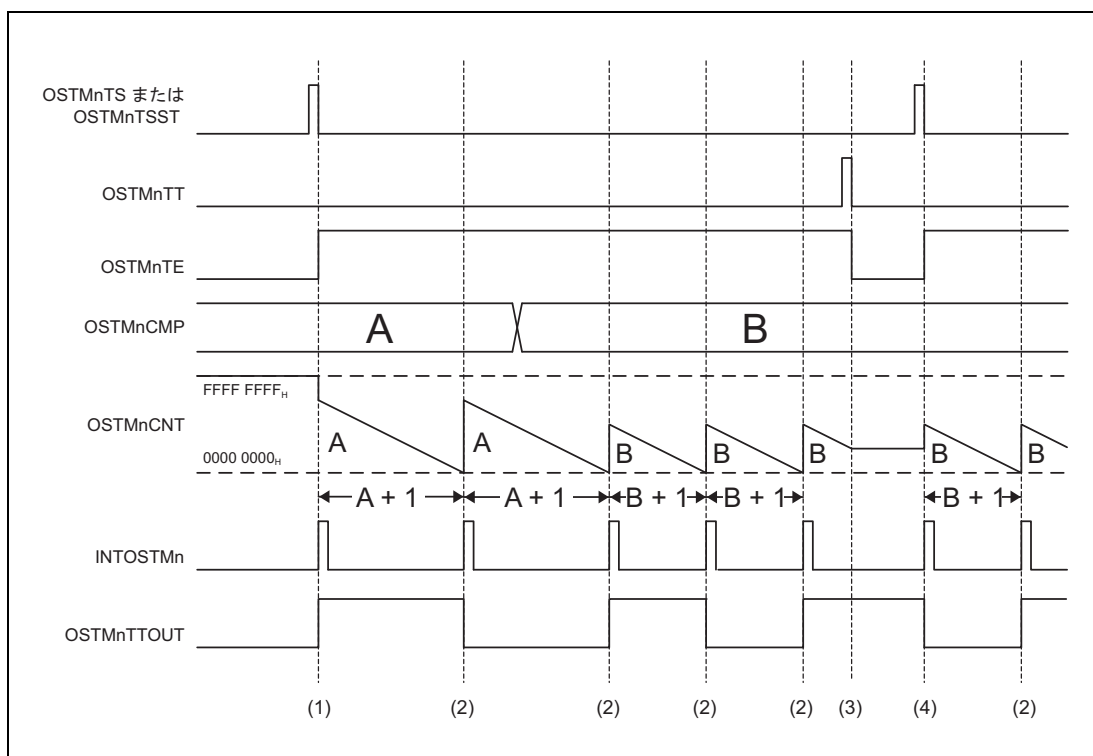 OSTMnTS または
OSTMnTSST
OSTMnTT
OSTMnTE
OSTMnCMP
A
B
FFFF FFFFH
OSTMnCNT
A
A
B
B
B
B
B
0000 0000H
A + 1
A + 1
B + 1
B + 1
B + 1
INTOSTMn
OSTMnTTOUT
(1)
(2)
(2)
(2)
(2)
(3)
(4)
(2)